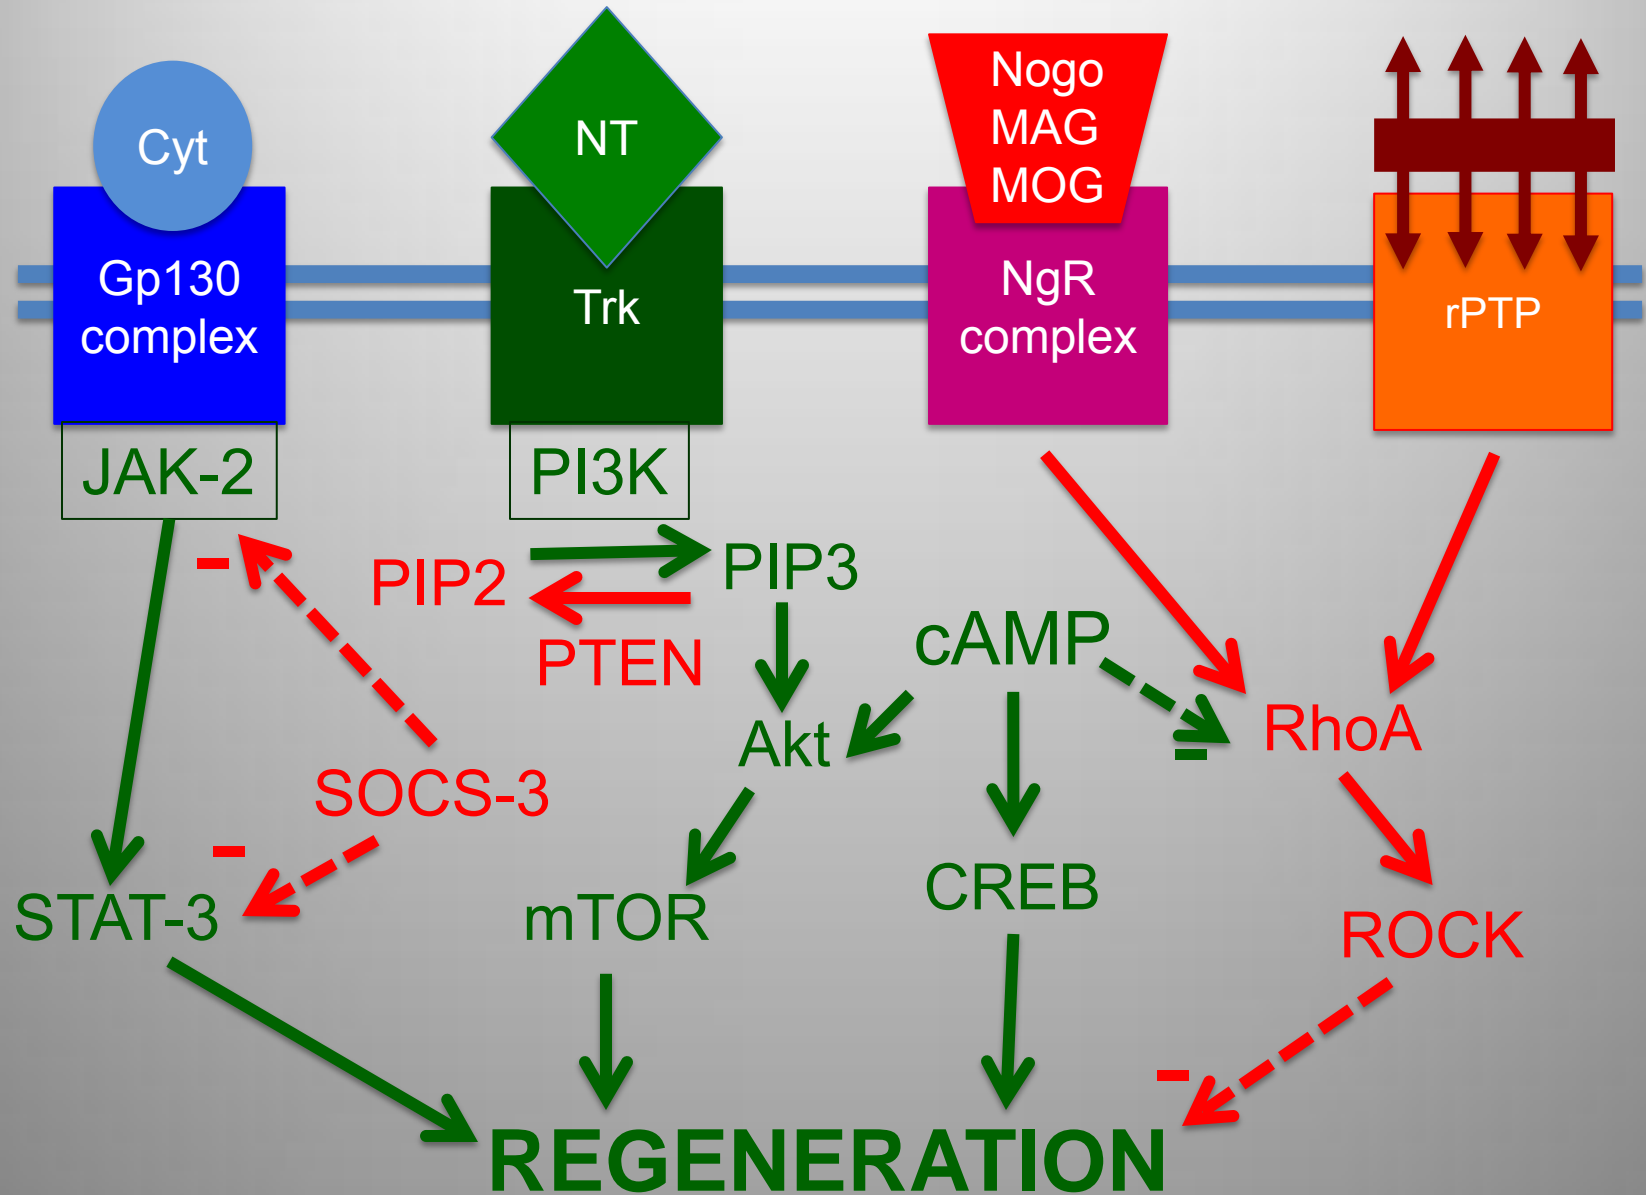 Cyt
NT
Nogo
MAG
MOG
Gp130
complex
Trk
NgR
complex
rPTP
JAK-2
PI3K
-
PIP2
PIP3
PTEN
cAMP
Akt
-
RhoA
SOCS-3
-
STAT-3
mTOR
CREB
ROCK
-
REGENERATION